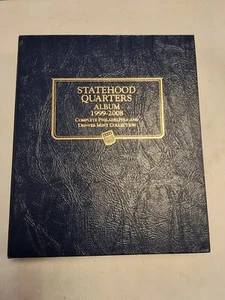 STATEHOOD
QUARTERS
ALBUM
1999-2008
COMPLETE PHILADELPHIA AND
DENVER MINT COLLECTION